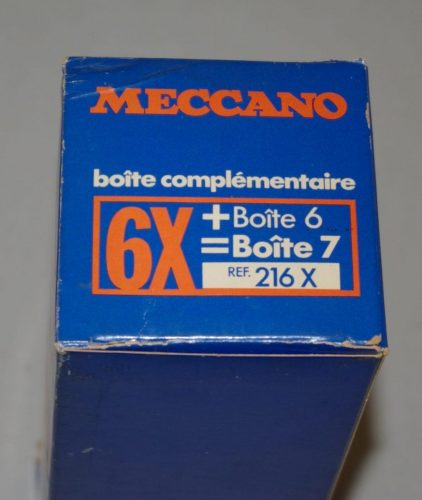 MECCANO
boîte complémentaire
6X
+Boîte 6
=Boîte 7
REF. 216 X